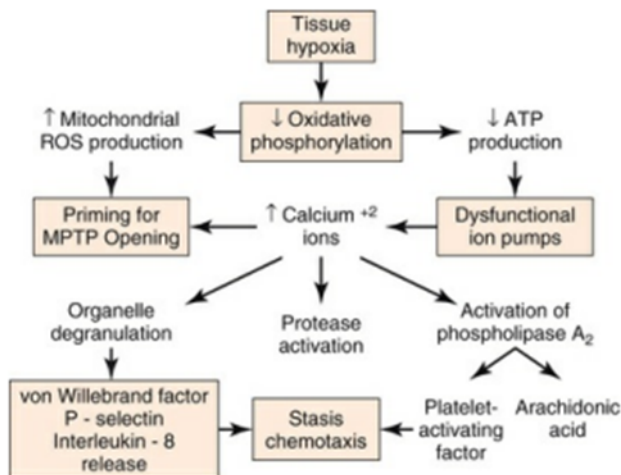 Tissue
hypoxia
↑ Mitochondrial
ROS production
↓ Oxidative
phosphorylation
↓ ATP
production
Priming for
MPTP Opening
↑ Calcium +2
ions
Dysfunctional
ion pumps
Organelle
degranulation
Protease
activation
Activation of
phospholipase A2
von Willebrand factor
P - selectin
Interleukin - 8
release
Stasis
chemotaxis
Platelet-
activating
factor
Arachidonic
acid